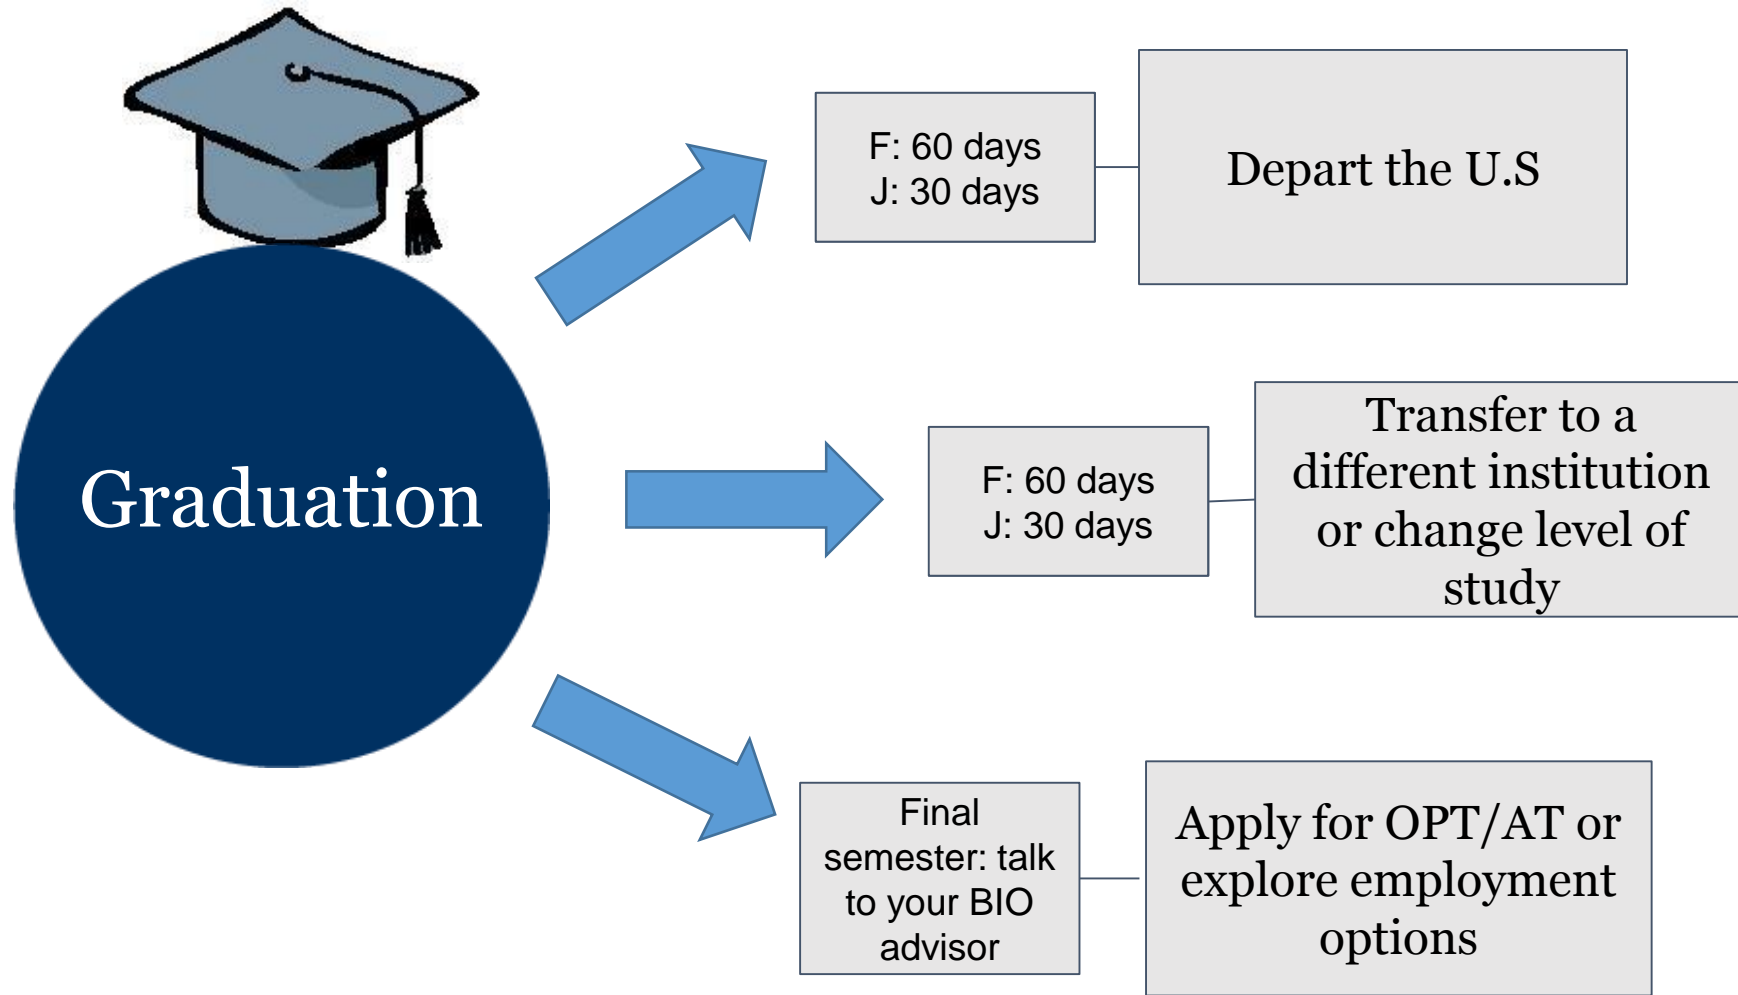 Graduation
F: 60 days
J: 30 days
Depart the U.S
F: 60 days
J: 30 days
Transfer to a
different institution
or change level of
study
Final
semester: talk
to your BIO
advisor
Apply for OPT/AT or
explore employment
options